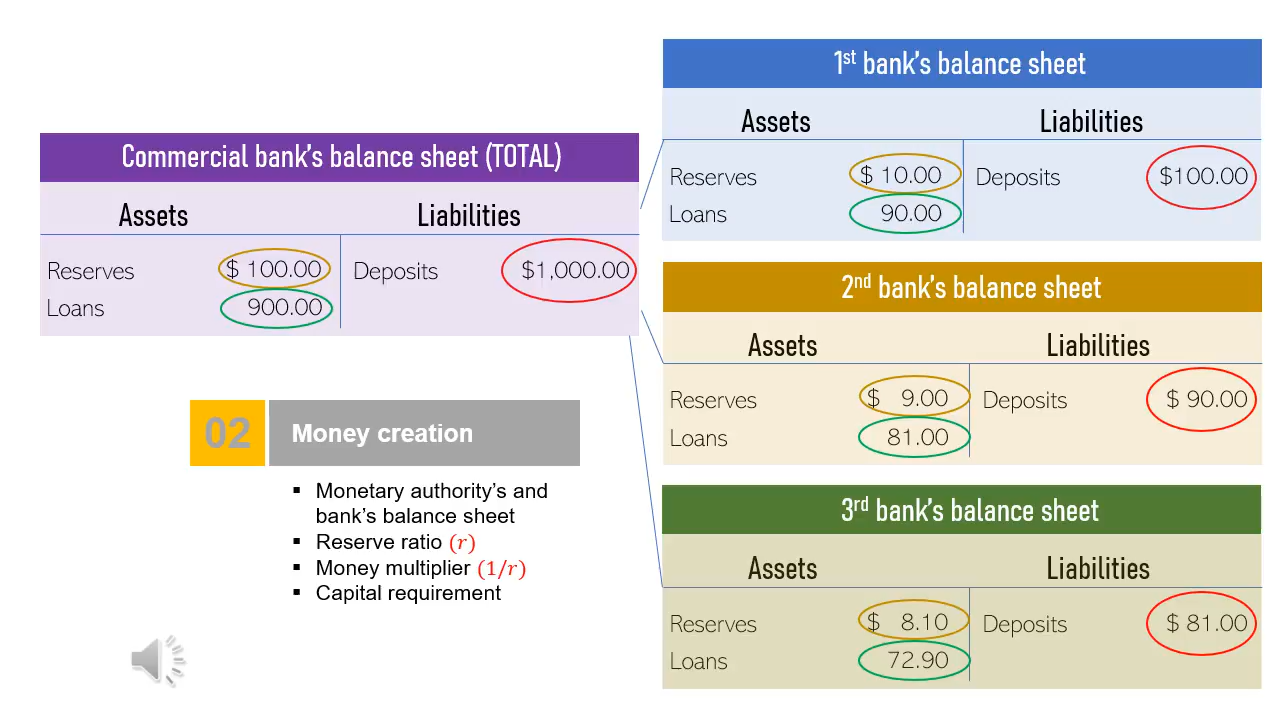 Commercial bank's balance sheet (TOTAL)
Assets Liabilities
Reserves $ 100.00 Deposits $1,000.00
Loans 900.00
02 Money creation
▪ Monetary authority's and
bank's balance sheet
▪ Reserve ratio (r)
▪ Money multiplier (1/r)
▪ Capital requirement
1st bank's balance sheet
Assets Liabilities
Reserves $ 10.00 Deposits $100.00
Loans 90.00
2nd bank's balance sheet
Assets Liabilities
Reserves $ 9.00 Deposits $ 90.00
Loans 81.00
3rd bank's balance sheet
Assets Liabilities
Reserves $ 8.10 Deposits $ 81.00
Loans 72.90